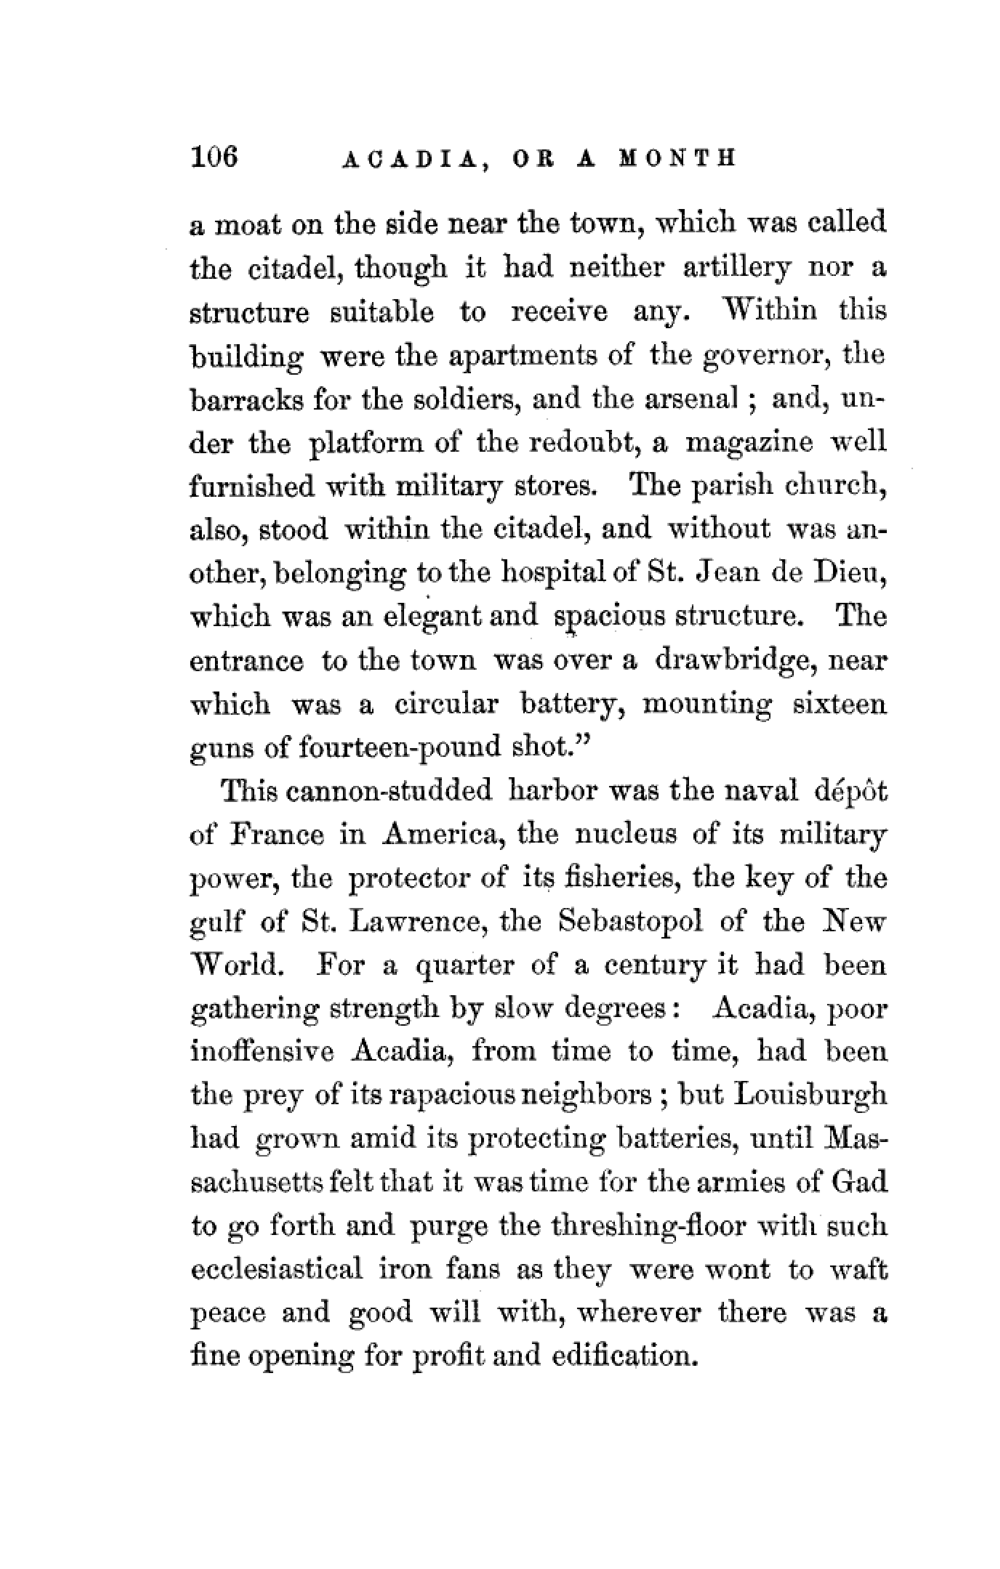 106 ACADIA, OR A MONTH
a moat on the side near the town, which was called
the citadel, though it had neither artillery nor a
structure suitable to receive any. Within this
building were the apartments of the governor, the
barracks for the soldiers, and the arsenal ; and, un-
der the platform of the redoubt, a magazine well
furnished with military stores. The parish church,
also, stood within the citadel, and without was an-
other, belonging to the hospital of St. Jean de Dieu,
which was an elegant and spacious structure. The
entrance to the town was over a drawbridge, near
which was a circular battery, mounting sixteen
guns of fourteen-pound shot.”
This cannon-studded harbor was the naval dépôt
of France in America, the nucleus of its military
power, the protector of its fisheries, the key of the
gulf of St. Lawrence, the Sebastopol of the New
World. For a quarter of a century it had been
gathering strength by slow degrees : Acadia, poor
inoffensive Acadia, from time to time, had been
the prey of its rapacious neighbors ; but Louisburgh
had grown amid its protecting batteries, until Mas-
sachusetts felt that it was time for the armies of Gad
to go forth and purge the threshing-floor with such
ecclesiastical iron fans as they were wont to waft
peace and good will with, wherever there was a
fine opening for profit and edification.